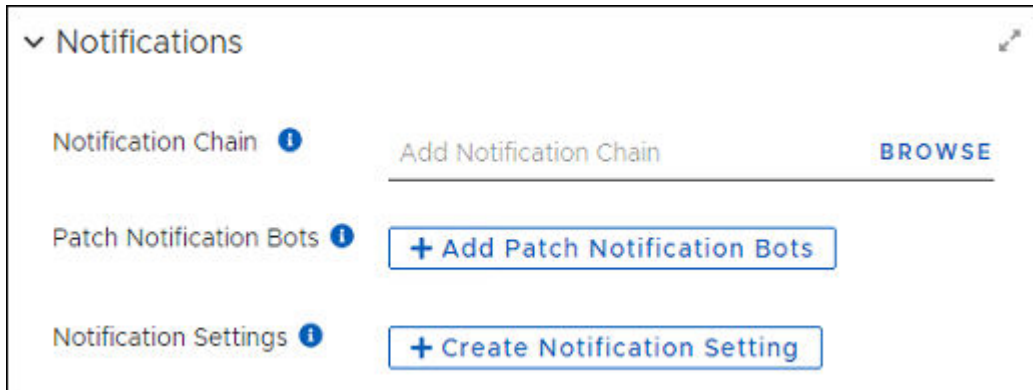 Notifications
Notification Chain
Add Notification Chain BROWSE
Patch Notification Bots
+ Add Patch Notification Bots
Notification Settings
+ Create Notification Setting